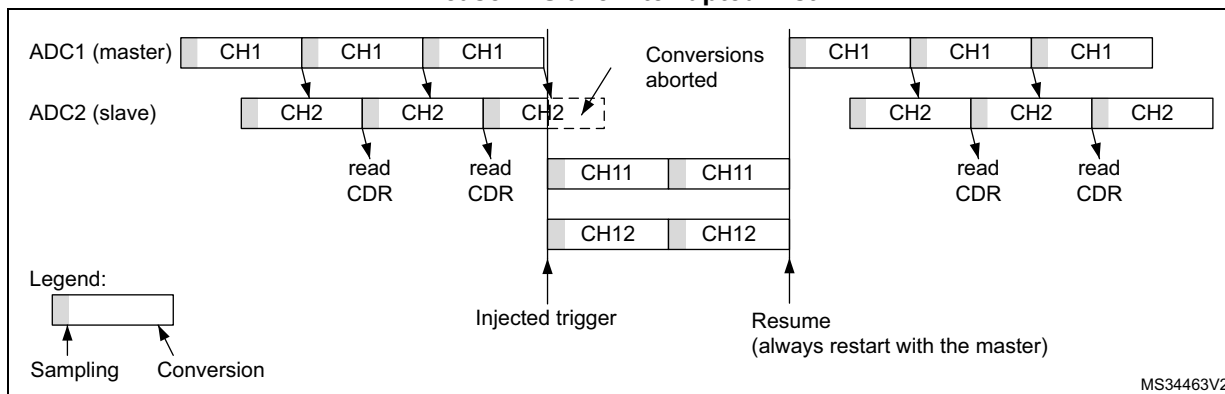 ADC1 (master) CH1 CH1 CH1 Conversions aborted CH1 CH1 CH1
ADC2 (slave) CH2 CH2 CH2 CH2 CH2 CH2
read CDR read CDR read CDR read CDR
CH11 CH11
CH12 CH12
Legend:
Sampling Conversion
Injected trigger
Resume
(always restart with the master)
MS34463V2